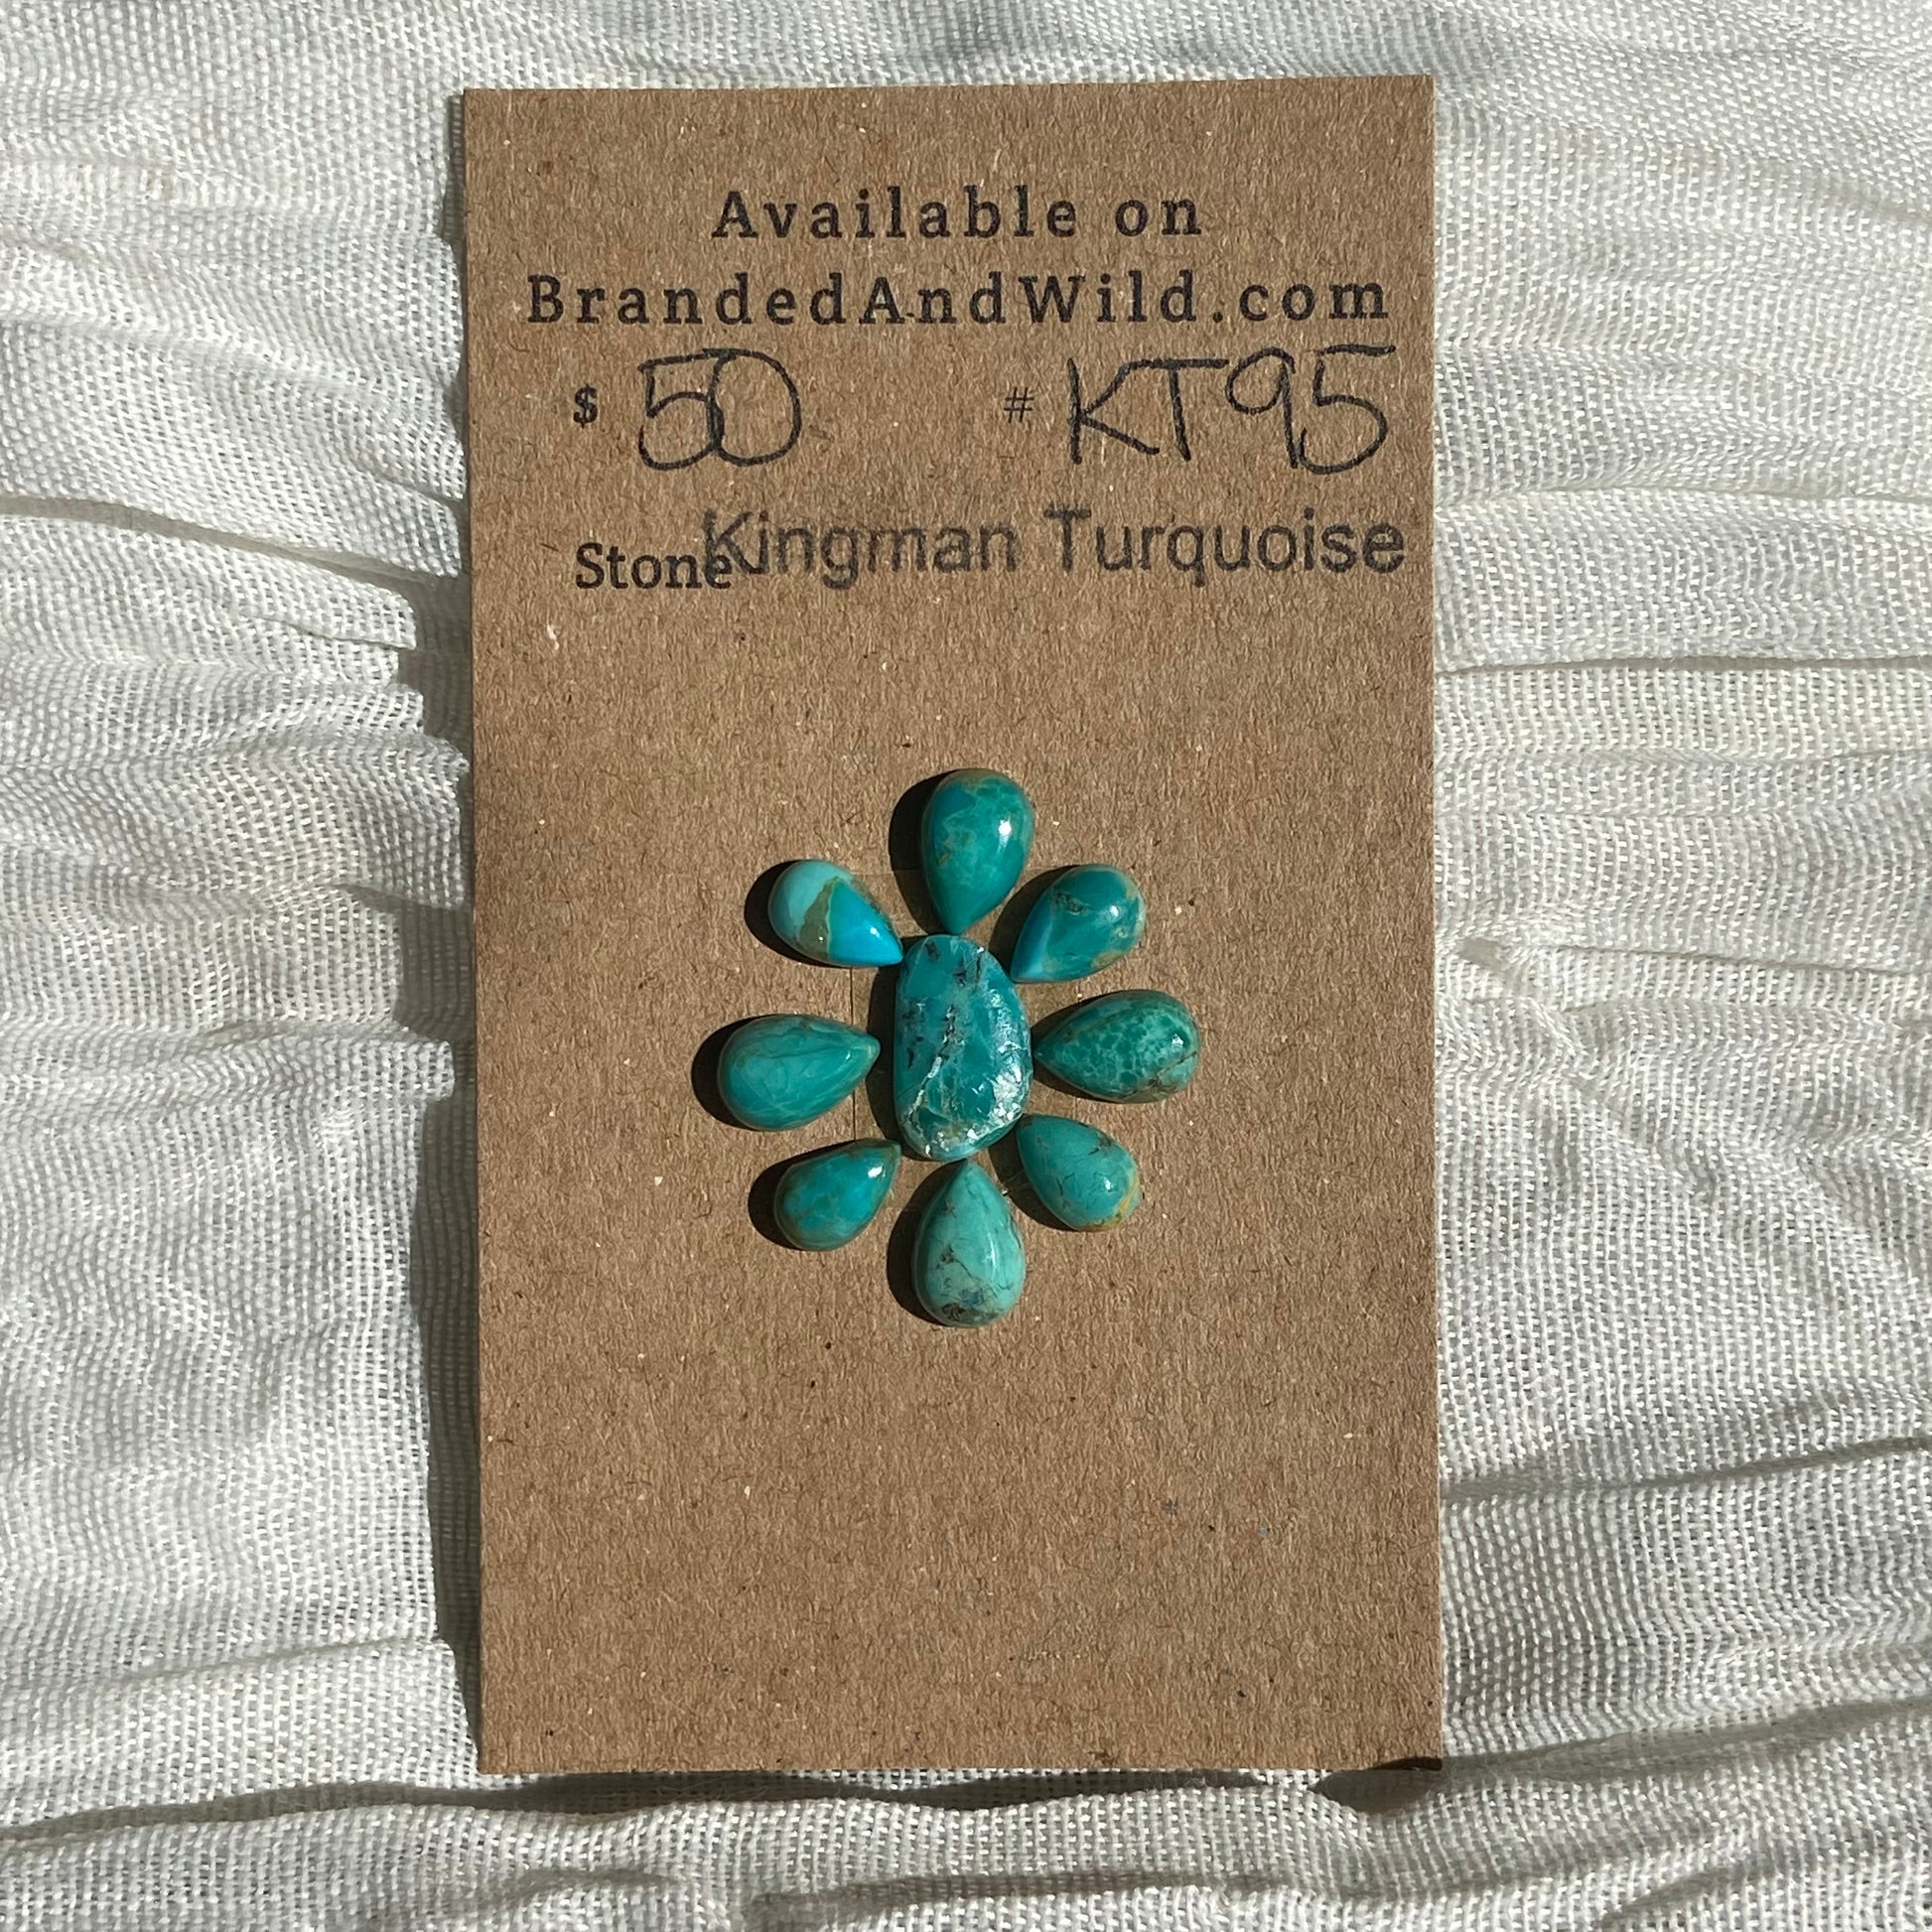 Available on
BrandedAndWild.com
$ 50 # KT95
Stone Kingman Turquoise